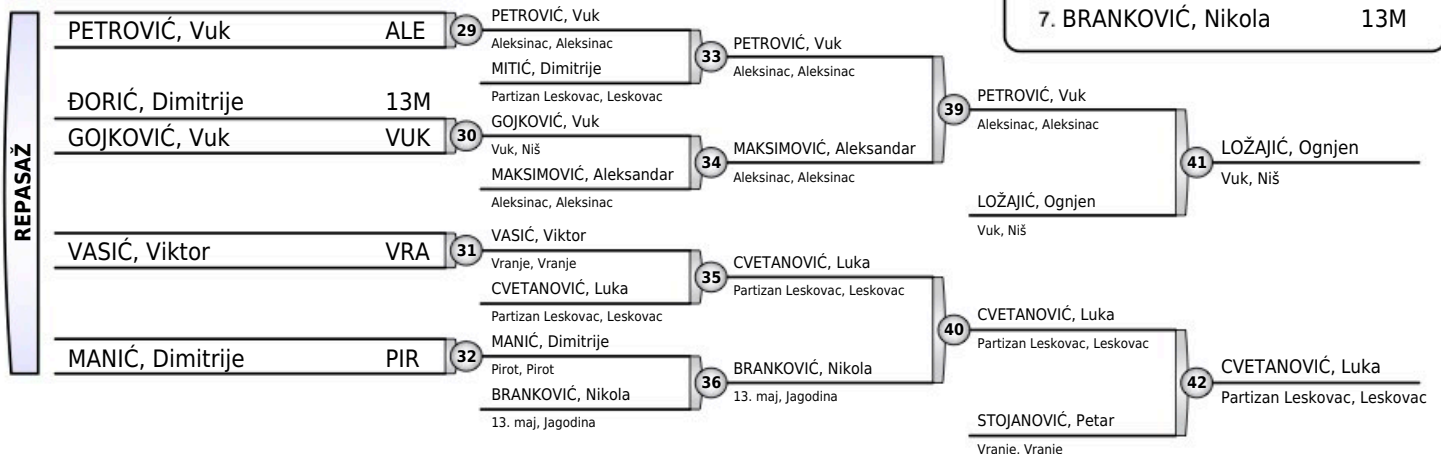 7. BRANKOVIĆ, Nikola 13M
REPASAŽ
PETROVIĆ, Vuk ALE
ĐORIĆ, Dimitrije 13M
GOJKOVIĆ, Vuk VUK
VASIĆ, Viktor VRA
MANIĆ, Dimitrije PIR
29
30
31
32
PETROVIĆ, Vuk
Aleksinac, Aleksinac
MITIĆ, Dimitrije
Partizan Leskovac, Leskovac
GOJKOVIĆ, Vuk
Vuk, Niš
MAKSIMOVIĆ, Aleksandar
Aleksinac, Aleksinac
VASIĆ, Viktor
Vranje, Vranje
CVETANOVIĆ, Luka
Partizan Leskovac, Leskovac
MANIĆ, Dimitrije
Pirot, Pirot
BRANKOVIĆ, Nikola
13. maj, Jagodina
33
34
35
36
PETROVIĆ, Vuk
Aleksinac, Aleksinac
MAKSIMOVIĆ, Aleksandar
Aleksinac, Aleksinac
CVETANOVIĆ, Luka
Partizan Leskovac, Leskovac
BRANKOVIĆ, Nikola
13. maj, Jagodina
39
40
PETROVIĆ, Vuk
Aleksinac, Aleksinac
LOŽAJIĆ, Ognjen
Vuk, Niš
CVETANOVIĆ, Luka
Partizan Leskovac, Leskovac
STOJANOVIĆ, Petar
Vranje, Vranje
41
42
LOŽAJIĆ, Ognjen
Vuk, Niš
CVETANOVIĆ, Luka
Partizan Leskovac, Leskovac